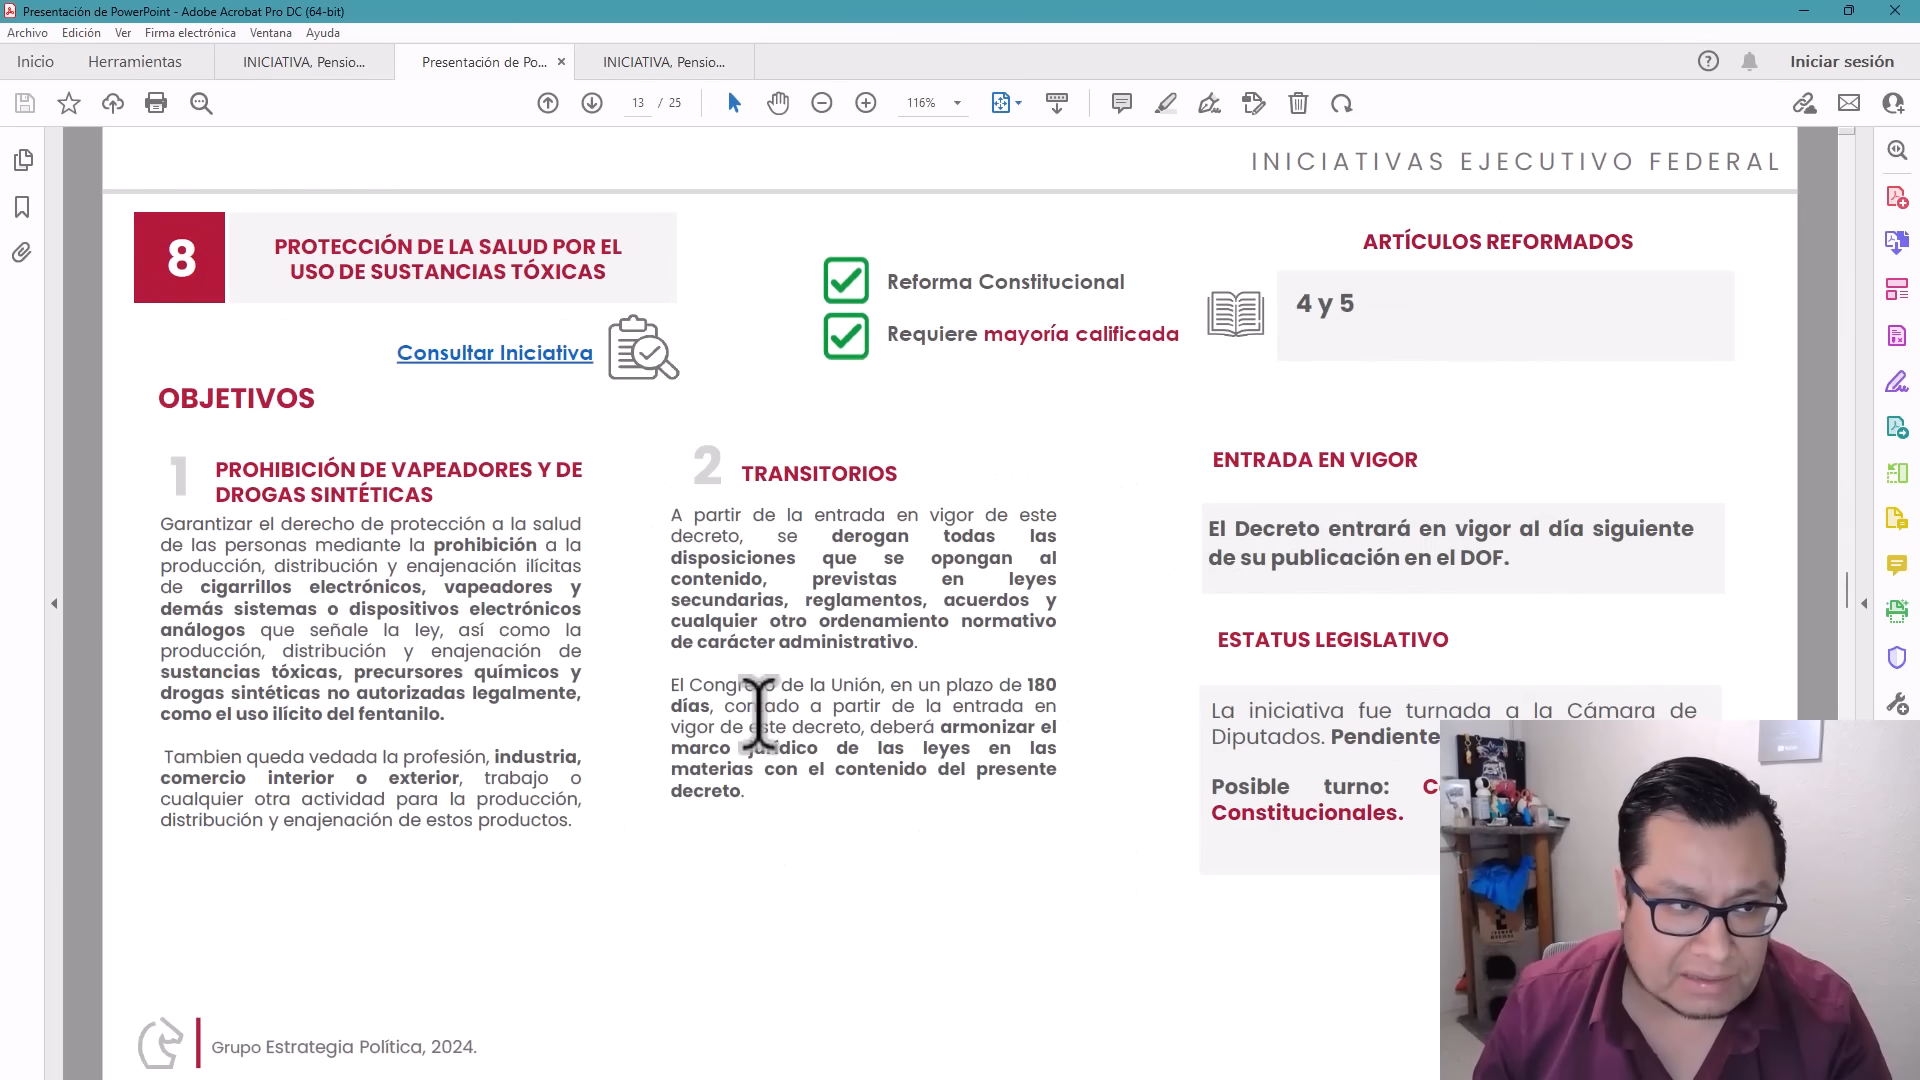 Presentación de PowerPoint - Adobe Acrobat Pro DC (64-bit)
Archivo Edición Ver Firma electrónica Ventana Ayuda
Inicio Herramientas INICIATIVA, Pensio... Presentación de Po... INICIATIVA, Pensio... Iniciar sesión
13 / 25 116%
INICIATIVAS EJECUTIVO FEDERAL
8
PROTECCIÓN DE LA SALUD POR EL
USO DE SUSTANCIAS TÓXICAS
Consultar Iniciativa
Reforma Constitucional
Requiere mayoría calificada
ARTÍCULOS REFORMADOS
4 y 5
OBJETIVOS
1
PROHIBICIÓN DE VAPEADORES Y DE
DROGAS SINTÉTICAS
Garantizar el derecho de protección a la salud
de las personas mediante la prohibición a la
producción, distribución y enajenación ilícitas
de cigarrillos electrónicos, vapeadores y
demás sistemas o dispositivos electrónicos
análogos que señale la ley, así como la
producción, distribución y enajenación de
sustancias tóxicas, precursores químicos y
drogas sintéticas no autorizadas legalmente,
como el uso ilícito del fentanilo.
Tambien queda vedada la profesión, industria,
comercio interior o exterior, trabajo o
cualquier otra actividad para la producción,
distribución y enajenación de estos productos.
2
TRANSITORIOS
A partir de la entrada en vigor de este
decreto, se derogan todas las
disposiciones que se opongan al
contenido, previstas en leyes
secundarias, reglamentos, acuerdos y
cualquier otro ordenamiento normativo
de carácter administrativo.
El Congreso de la Unión, en un plazo de 180
días, contado a partir de la entrada en
vigor de este decreto, deberá armonizar el
marco jurídico de las leyes en las
materias con el contenido del presente
decreto.
ENTRADA EN VIGOR
El Decreto entrará en vigor al día siguiente
de su publicación en el DOF.
ESTATUS LEGISLATIVO
La iniciativa fue turnada a la Cámara de
Diputados. Pendiente
Posible turno:
Constitucionales.
Grupo Estrategia Política, 2024.